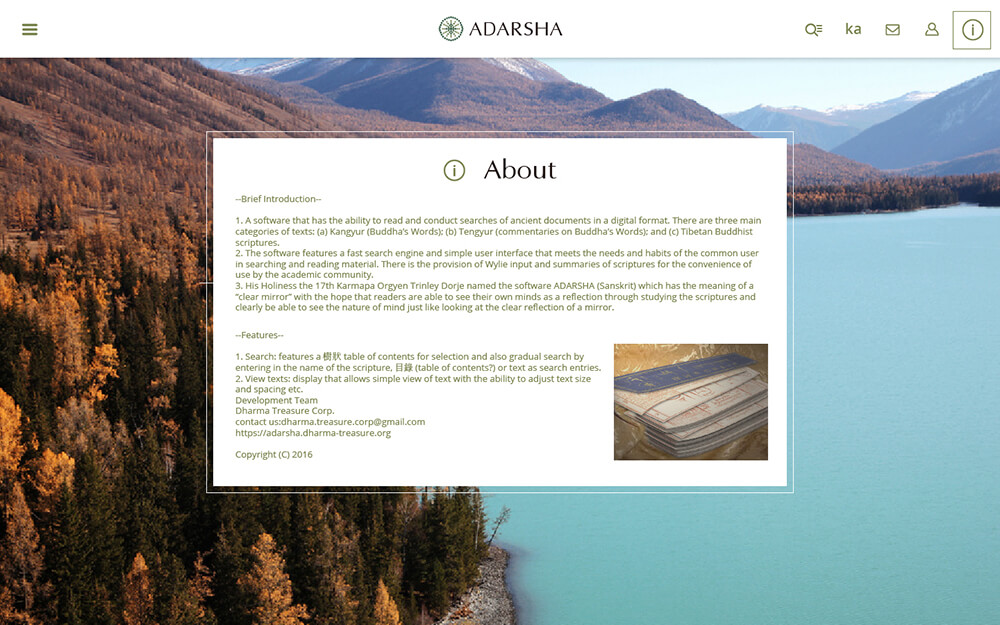 ADARSHA
ka
About
--Brief Introduction--
1. A software that has the ability to read and conduct searches of ancient documents in a digital format. There are three main
categories of texts: (a) Kangyur (Buddha's Words); (b) Tengyur (commentaries on Buddha's Words); and (c) Tibetan Buddhist
scriptures.
2. The software features a fast search engine and simple user interface that meets the needs and habits of the common user
in searching and reading material. There is the provision of Wylie input and summaries of scriptures for the convenience of
use by the academic community.
3. His Holiness the 17th Karmapa Orgyen Trinley Dorje named the software ADARSHA (Sanskrit) which has the meaning of a
“clear mirror” with the hope that readers are able to see their own minds as a reflection through studying the scriptures and
clearly be able to see the nature of mind just like looking at the clear reflection of a mirror.
--Features--
1. Search: features a 樹狀 table of contents for selection and also gradual search by
entering in the name of the scripture, 目錄 (table of contents?) or text as search entries.
2. View texts: display that allows simple view of text with the ability to adjust text size
and spacing etc.
Development Team
Dharma Treasure Corp.
contact us:dharma.treasure.corp@gmail.com
https://adarsha.dharma-treasure.org
Copyright (C) 2016